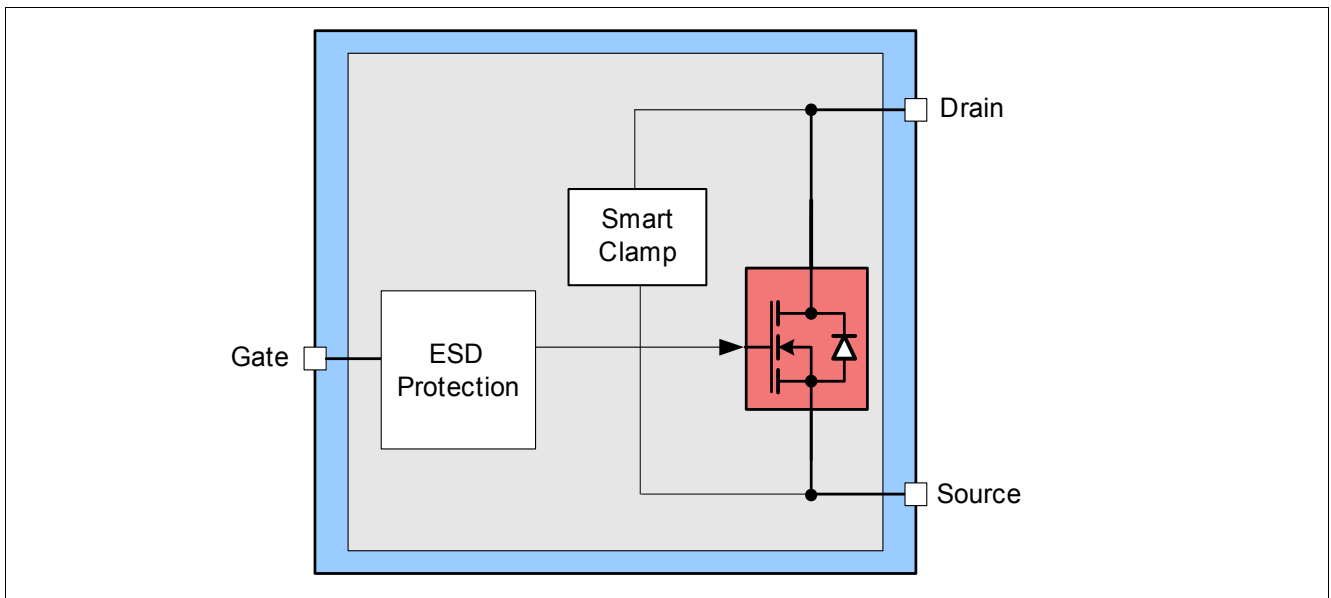 Drain
Smart
Clamp
Gate
ESD
Protection
Source